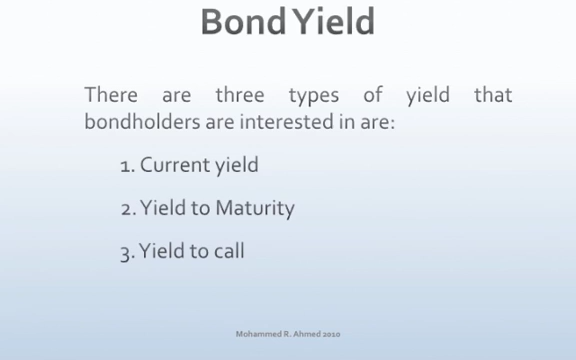 Bond Yield
There are three types of yield that
bondholders are interested in are:
1. Current yield
2. Yield to Maturity
3. Yield to call
Mohammed R. Ahmed 2010